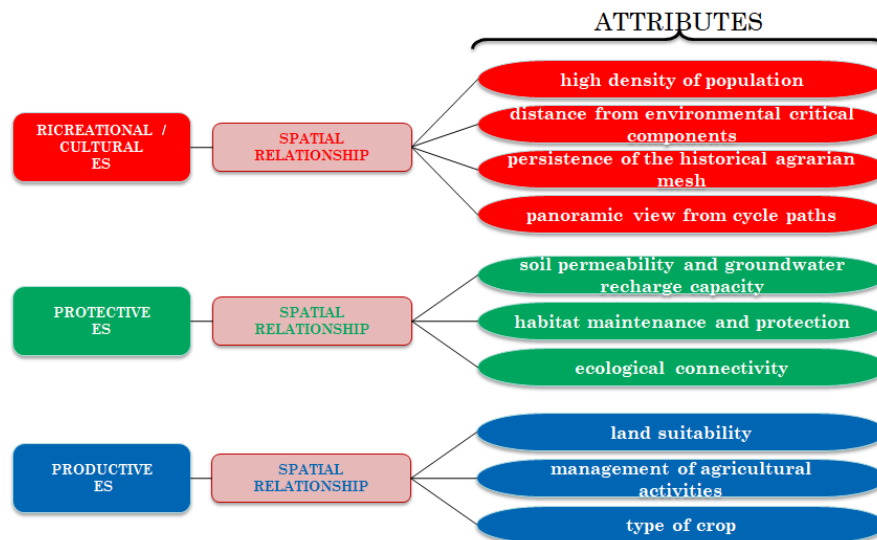 ATTRIBUTES
RICREATIONAL /
CULTURAL
ES
SPATIAL
RELATIONSHIP
high density of population
distance from environmental critical
components
persistence of the historical agrarian
mesh
panoramic view from cycle paths
PROTECTIVE
ES
SPATIAL
RELATIONSHIP
soil permeability and groundwater
recharge capacity
habitat maintenance and protection
ecological connectivity
PRODUCTIVE
ES
SPATIAL
RELATIONSHIP
land suitability
management of agricultural
activities
type of crop